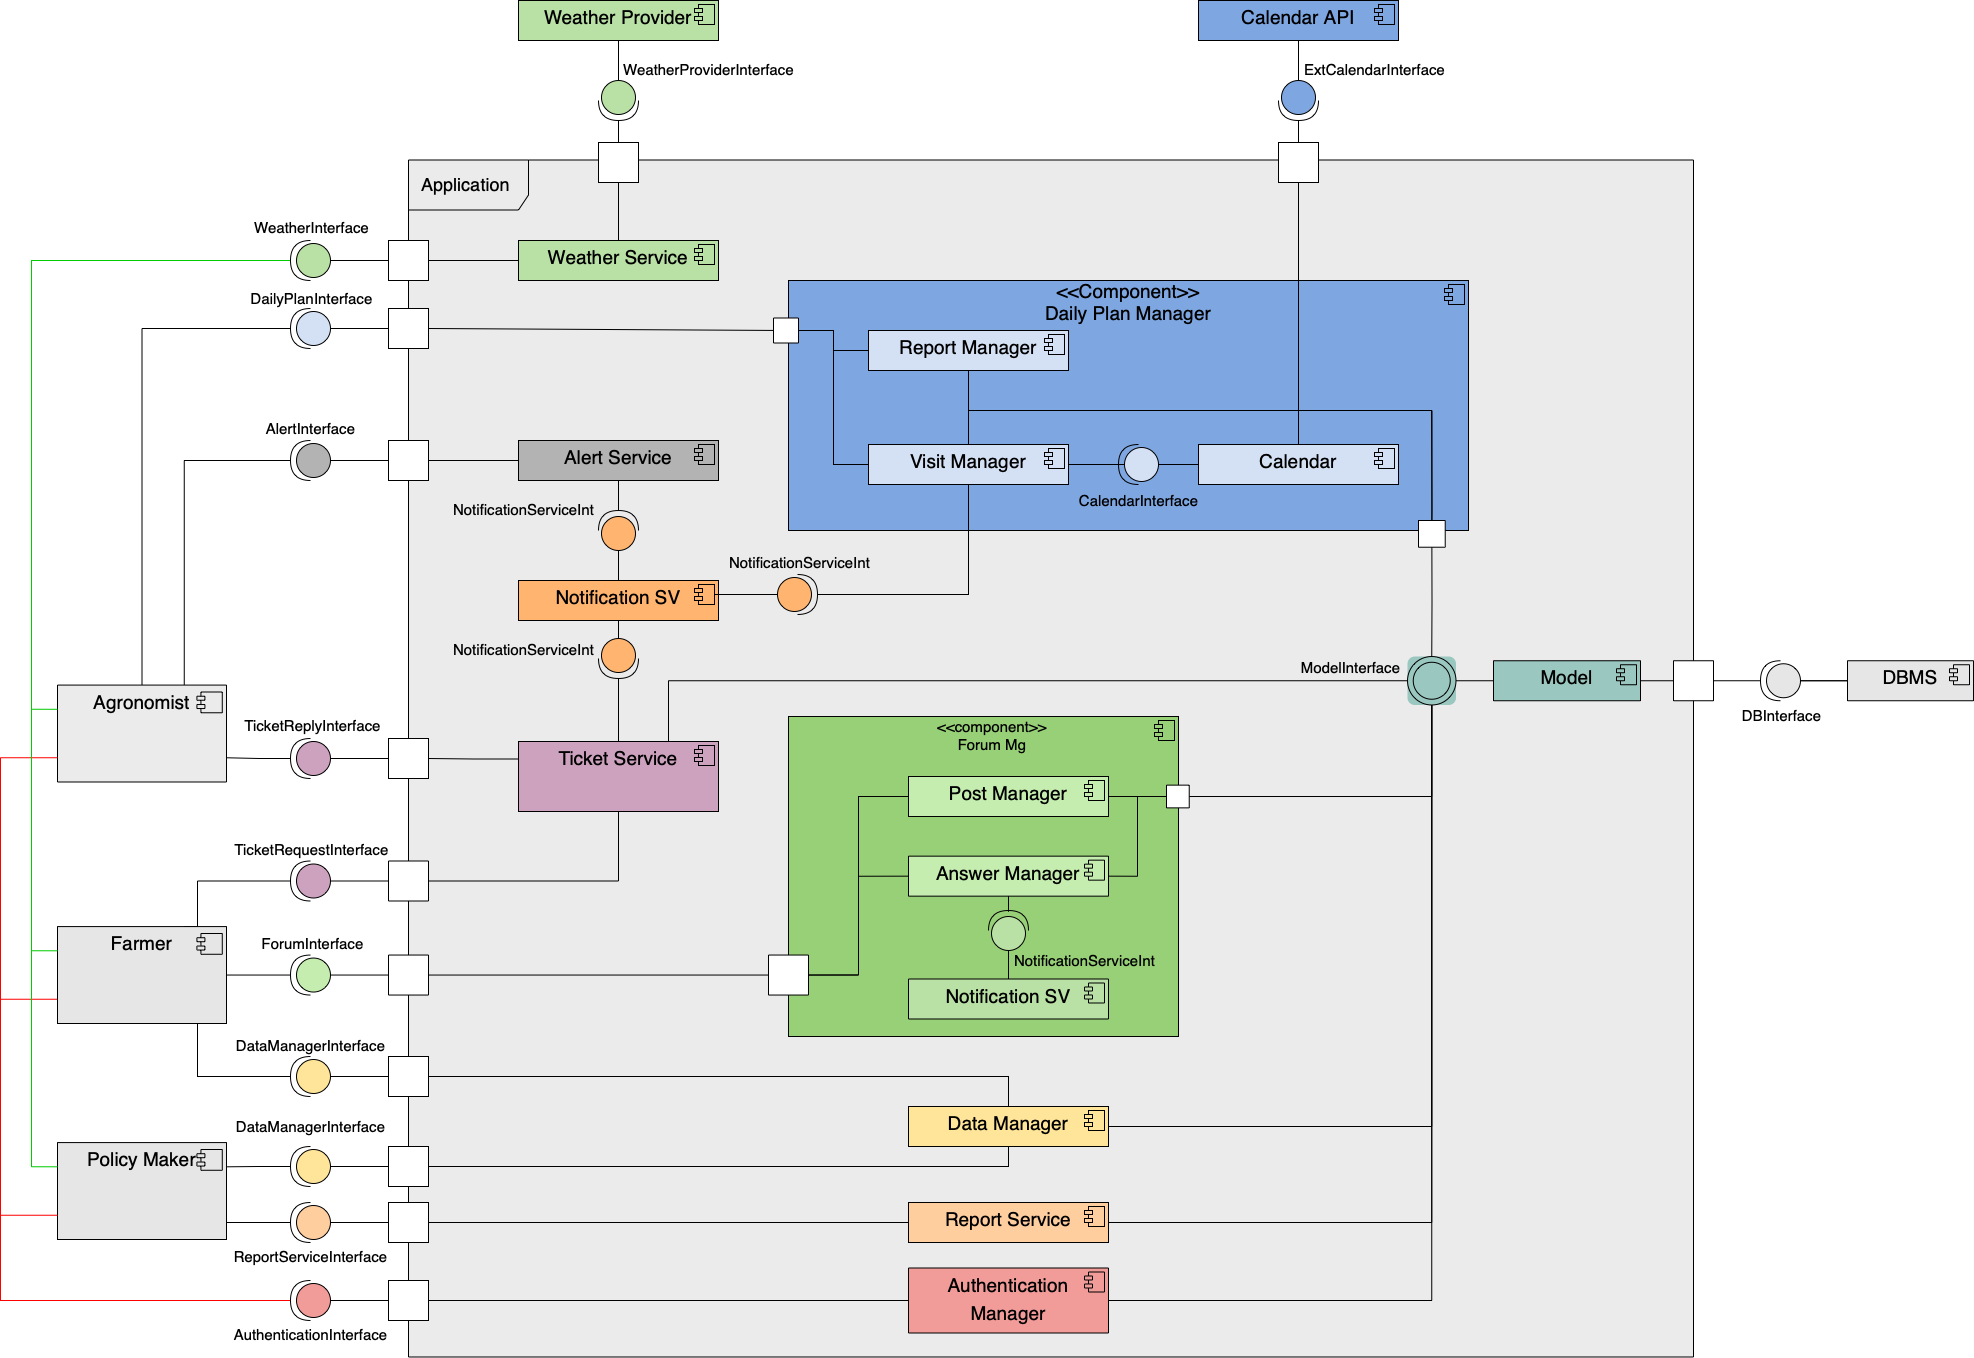 Weather Provider
Calendar API
WeatherProviderInterface
ExtCalendarInterface
Application
WeatherInterface
Weather Service
DailyPlanInterface
<<Component>>
Daily Plan Manager
Report Manager
AlertInterface
Alert Service
Visit Manager
Calendar
CalendarInterface
NotificationServiceInt
NotificationServiceInt
Notification SV
NotificationServiceInt
ModelInterface
Model
DBMS
DBInterface
Agronomist
TicketReplyInterface
Ticket Service
<<component>>
Forum Mg
Post Manager
TicketRequestInterface
Answer Manager
Farmer
ForumInterface
NotificationServiceInt
Notification SV
DataManagerInterface
Data Manager
DataManagerInterface
Policy Maker
Report Service
ReportServiceInterface
Authentication
Manager
AuthenticationInterface